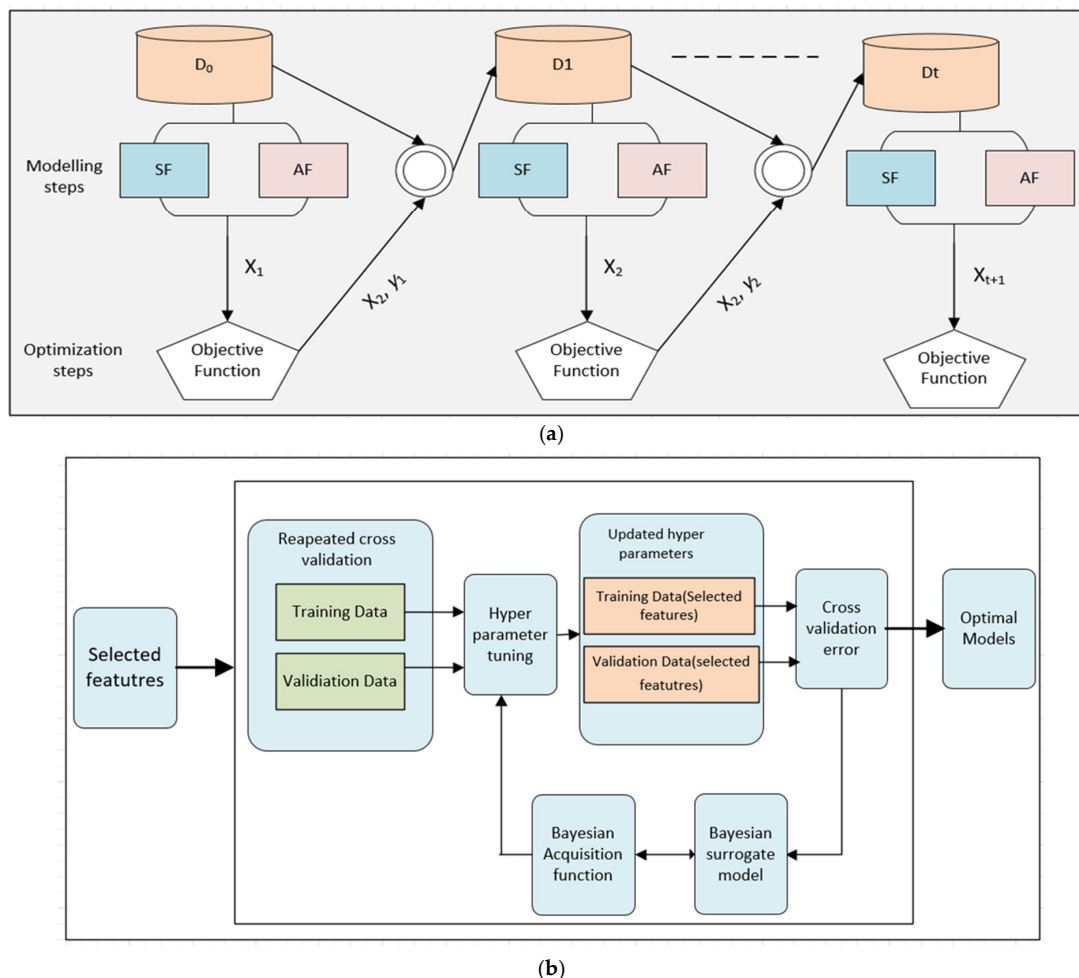 D₀
D1
Dt
Modelling
steps
SF
AF
SF
AF
SF
AF
X₁
X₂, y₁
X₂
X₂, y₂
Xₜ₊₁
Optimization
steps
Objective
Function
Objective
Function
Objective
Function
(a)
Selected
featutres
Reapeated cross
validation
Training Data
Validiation Data
Hyper
parameter
tuning
Updated hyper
parameters
Training Data(Selected
features)
Validation Data(selected
featutres)
Cross
validation
error
Optimal
Models
Bayesian
Acquisition
function
Bayesian
surrogate
model
(b)